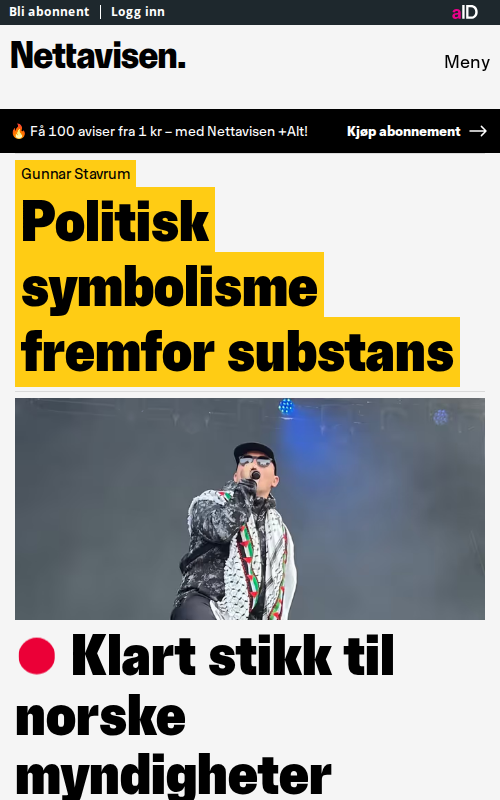 Bli abonnent | Logg inn
aID
Nettavisen.
Meny
🔥 Få 100 aviser fra 1 kr – med Nettavisen +Alt!
Kjøp abonnement →
Gunnar Stavrum
Politisk
symbolisme
fremfor substans
Klart stikk til
norske
myndigheter